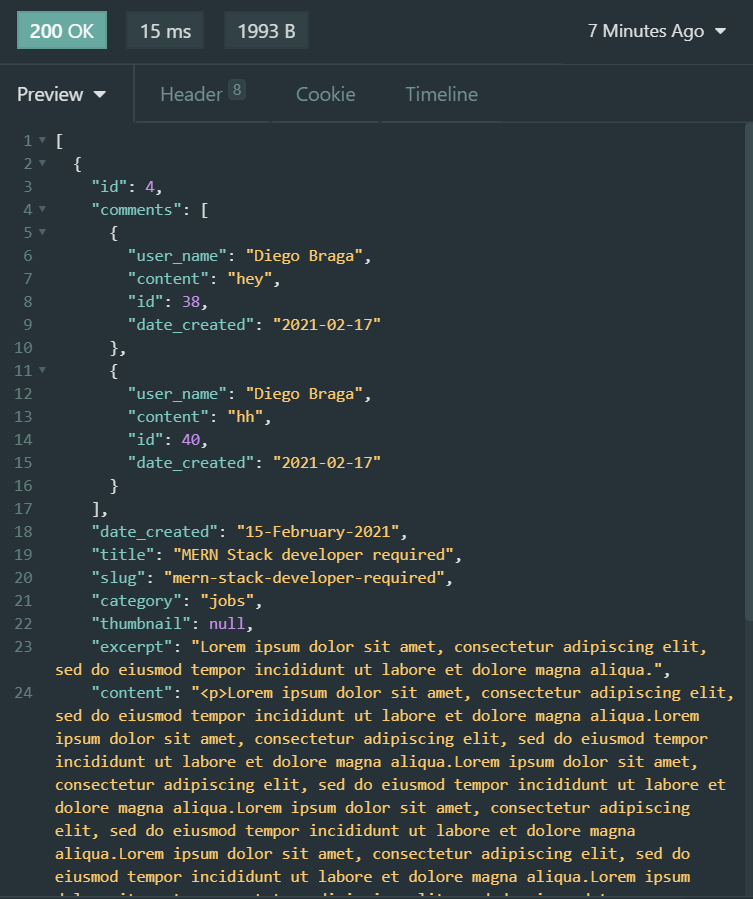 200 OK 15 ms 1993 B 7 Minutes Ago
Preview Header 8 Cookie Timeline
1 [
2 {
3 "id": 4,
4 "comments": [
5 {
6 "user_name": "Diego Braga",
7 "content": "hey",
8 "id": 38,
9 "date_created": "2021-02-17"
10 },
11 {
12 "user_name": "Diego Braga",
13 "content": "hh",
14 "id": 40,
15 "date_created": "2021-02-17"
16 }
17 ],
18 "date_created": "15-February-2021",
19 "title": "MERN Stack developer required",
20 "slug": "mern-stack-developer-required",
21 "category": "jobs",
22 "thumbnail": null,
23 "excerpt": "Lorem ipsum dolor sit amet, consectetur adipiscing elit,
sed do eiusmod tempor incididunt ut labore et dolore magna aliqua.",
24 "content": "<p>Lorem ipsum dolor sit amet, consectetur adipiscing elit,
sed do eiusmod tempor incididunt ut labore et dolore magna aliqua.Lorem
ipsum dolor sit amet, consectetur adipiscing elit, sed do eiusmod tempor
incididunt ut labore et dolore magna aliqua.Lorem ipsum dolor sit amet,
consectetur adipiscing elit, sed do eiusmod tempor incididunt ut labore et
dolore magna aliqua.Lorem ipsum dolor sit amet, consectetur adipiscing
elit, sed do eiusmod tempor incididunt ut labore et dolore magna
aliqua.Lorem ipsum dolor sit amet, consectetur adipiscing elit, sed do
eiusmod tempor incididunt ut labore et dolore magna aliqua.Lorem ipsum